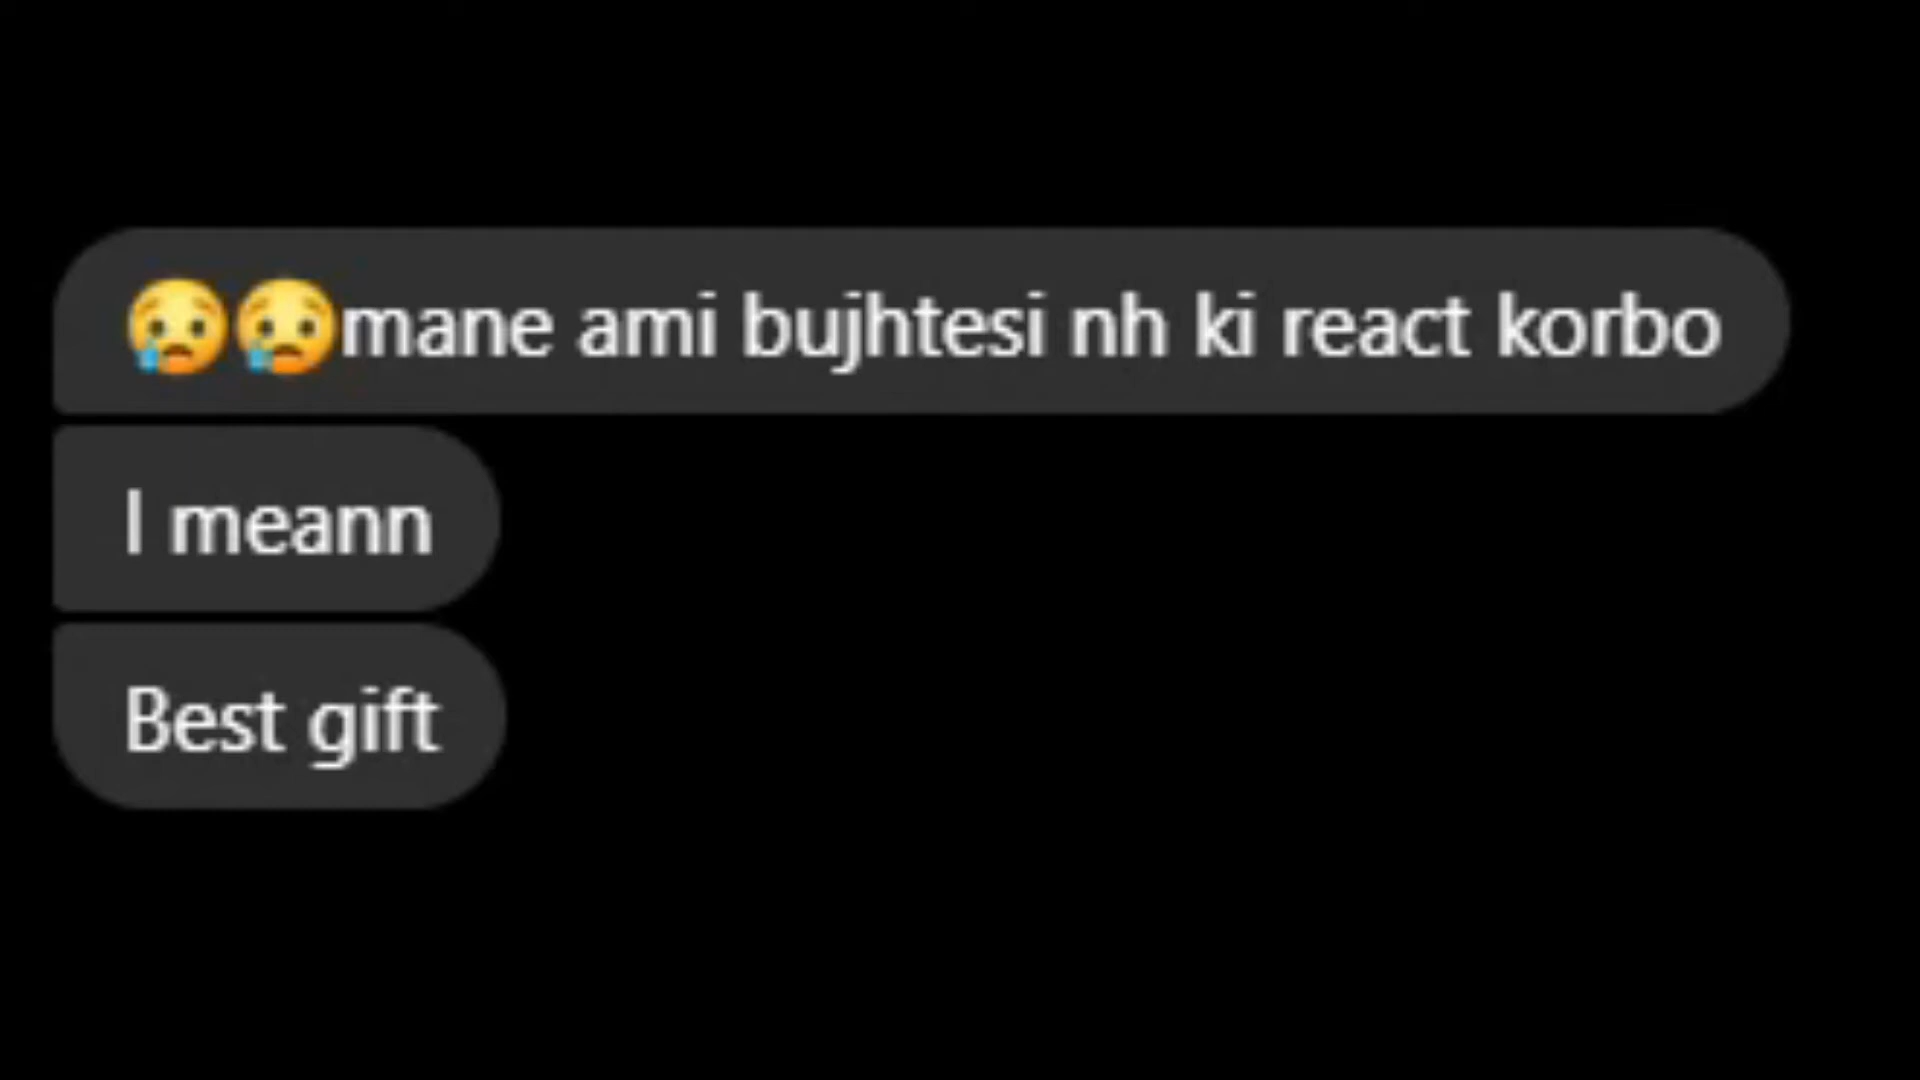 😢😢mane ami bujhtesi nh ki react korbo
I meann
Best gift